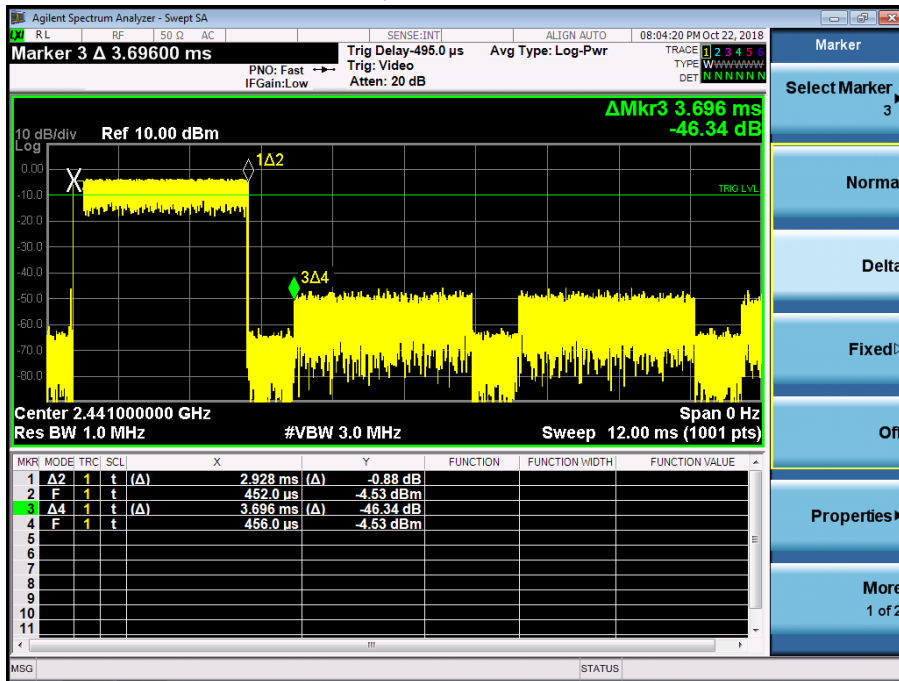 Agilent Spectrum Analyzer - Swept SA
LXI RL RF 50 Ω AC SENSE:INT ALIGN AUTO 08:04:20 PM Oct 22, 2018
Marker 3 Δ 3.69600 ms
PNO: Fast
IFGain:Low
Trig Delay-495.0 µs
Trig: Video
Atten: 20 dB
Avg Type: Log-Pwr
TRACE 1 2 3 4 5 6
TYPE WWWWWW
DET N N N N N N
ΔMkr3 3.696 ms
-46.34 dB
10 dB/div Ref 10.00 dBm
Log
0.00
-10.0
-20.0
-30.0
-40.0
-50.0
-60.0
-70.0
-80.0
X
1Δ2
TRIG LVL
3Δ4
Center 2.441000000 GHz Span 0 Hz
Res BW 1.0 MHz #VBW 3.0 MHz Sweep 12.00 ms (1001 pts)
MKR MODE TRC SCL X Y FUNCTION FUNCTION WIDTH FUNCTION VALUE
1 Δ2 1 t (Δ) 2.928 ms (Δ) -0.88 dB
2 F 1 t 452.0 µs -4.53 dBm
3 Δ4 1 t (Δ) 3.696 ms (Δ) -46.34 dB
4 F 1 t 456.0 µs -4.53 dBm
5
6
7
8
9
10
11
MSG STATUS
Marker
Select Marker
3
Norma
Delta
Fixed
Of
Properties
More
1 of 2